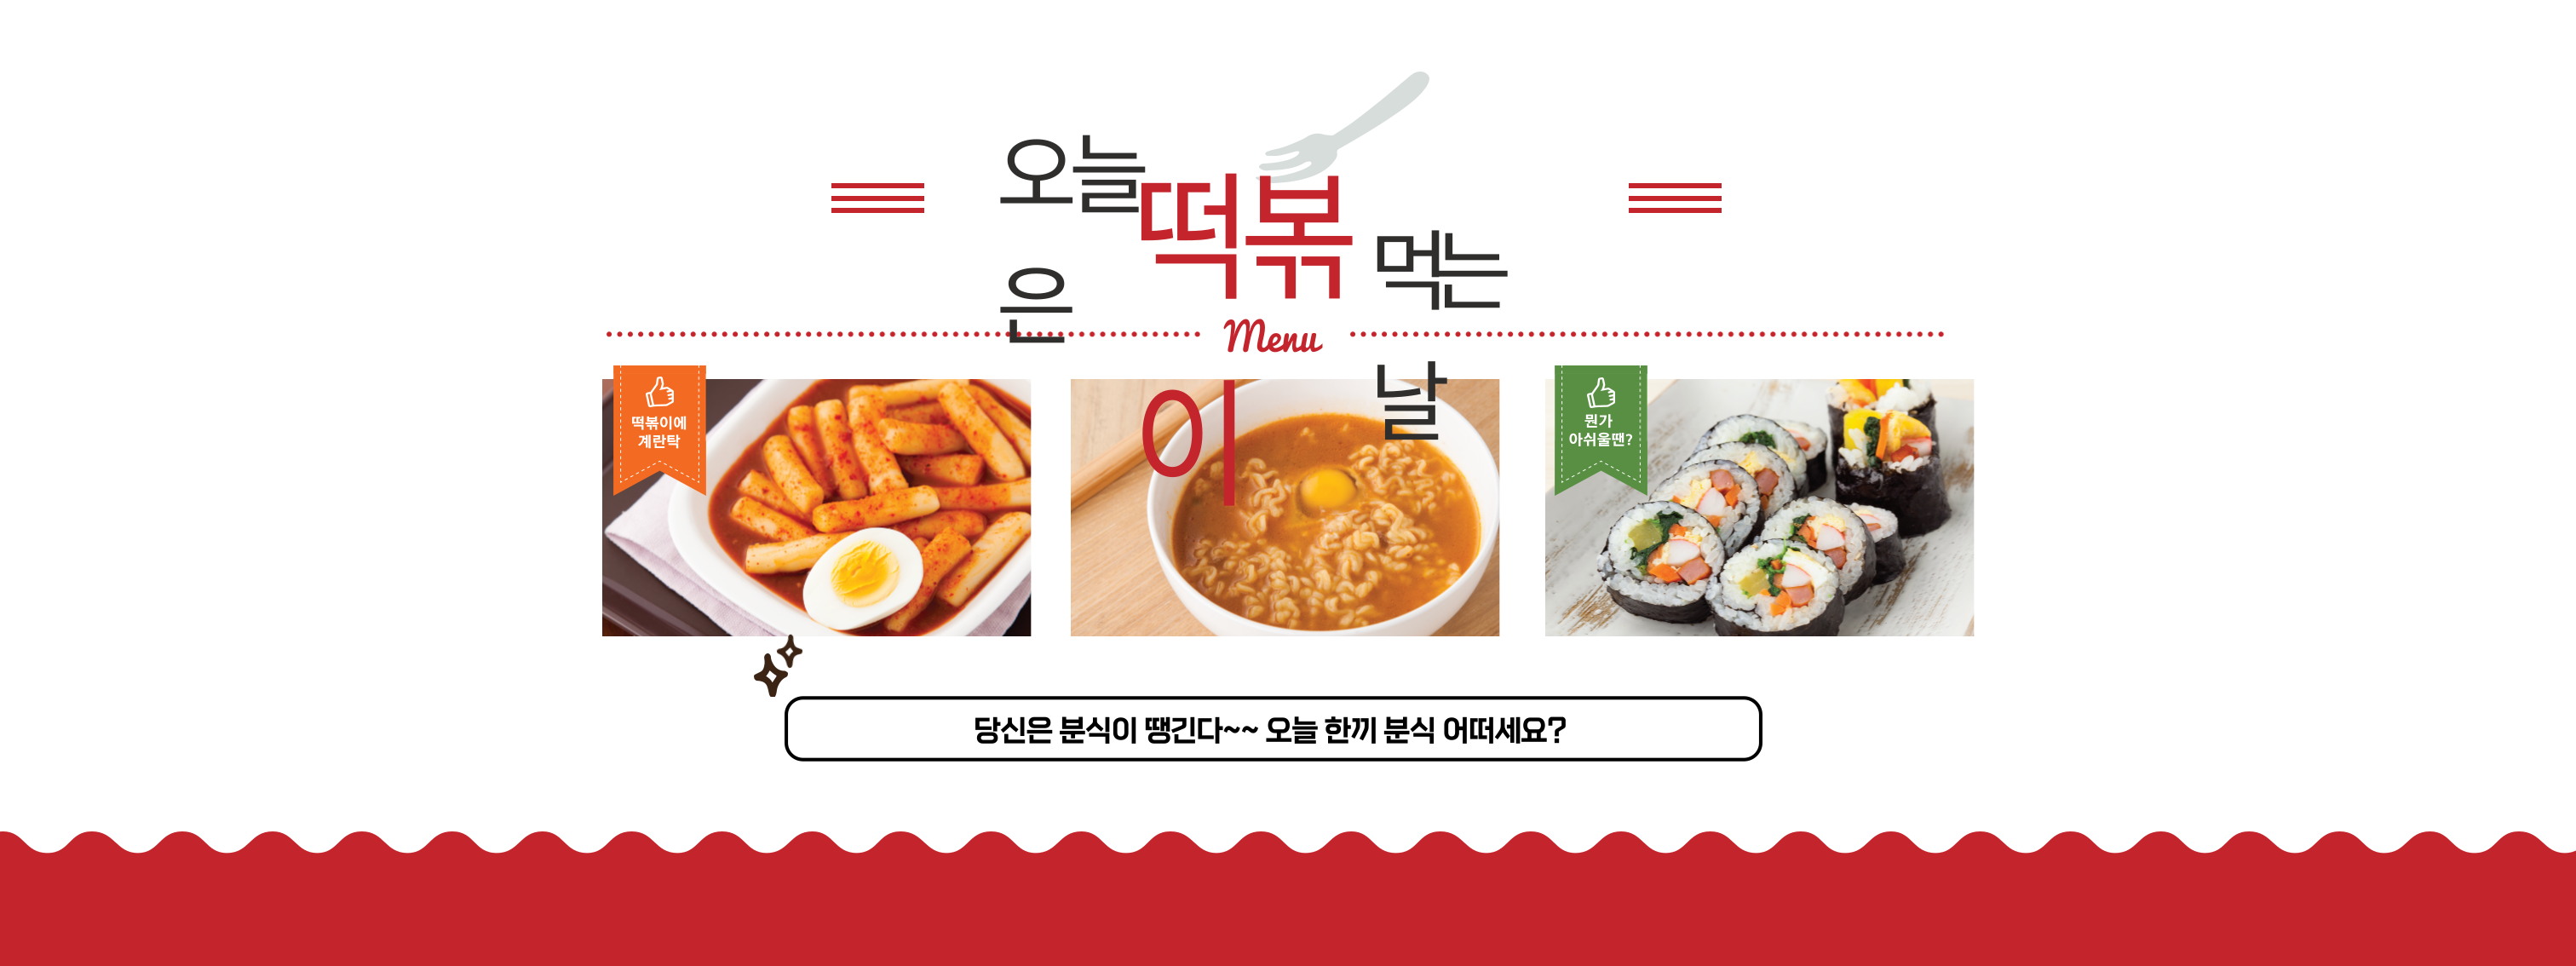 오늘
은
떡볶
이
먹는
날
Menu
떡볶이에
계란탁
뭔가
아쉬울땐?
당신은 분식이 땡긴다~~ 오늘 한끼 분식 어떠세요?